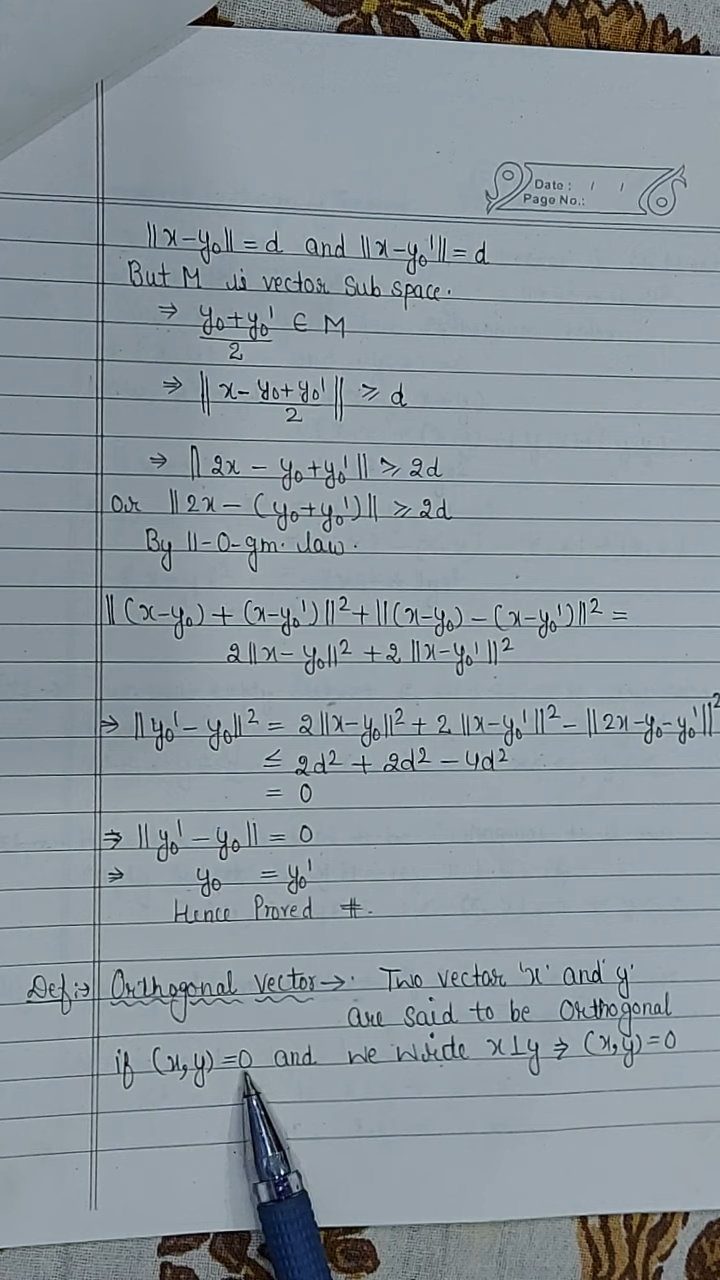 Date : / /
Page No.:
||x-y₀|| = d and ||x-y₀'|| = d
But M is vector sub space.
⇒ (y₀+y₀')/2 ∈ M
⇒ ||(x-y₀+y₀')/2|| ≥ d
⇒ ||2x - y₀+y₀'|| ≥ 2d
Or ||2x - (y₀+y₀')|| ≥ 2d
By 11-0-gm. law.
||(x-y₀) + (x-y₀')||² + ||(x-y₀) - (x-y₀')||² =
2||x-y₀||² + 2||x-y₀'||²
⇒ ||y₀'-y₀||² = 2||x-y₀||² + 2||x-y₀'||² - ||2x-y₀-y₀'||²
≤ 2d² + 2d² - 4d²
= 0
⇒ ||y₀'-y₀|| = 0
⇒ y₀ = y₀'
Hence Proved #.
Def:→ Orthogonal vector →. Two vector 'x' and y'
are said to be Orthogonal
if (x,y) = 0 and we write x⊥y ⇒ (x,y) = 0